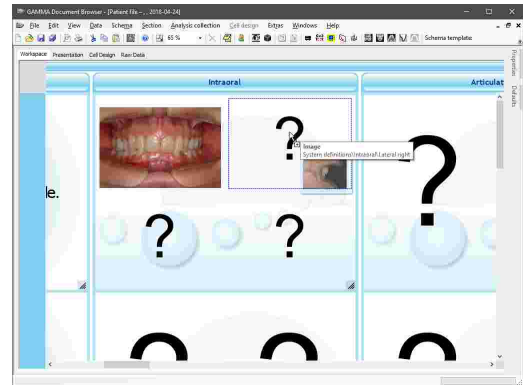 GAMMA Document Browser - [Patient file - , , 2018-04-24]
File Edit View Data Schema Section Analysis collection Cell design Extras Windows Help
65 % Schema template
Workspace Presentation Cell Design Raw Data
Properties
Defaults
Intraoral
Articulat
?
Image
System definitions\Intraoral\Lateral right
?
le.
? ?